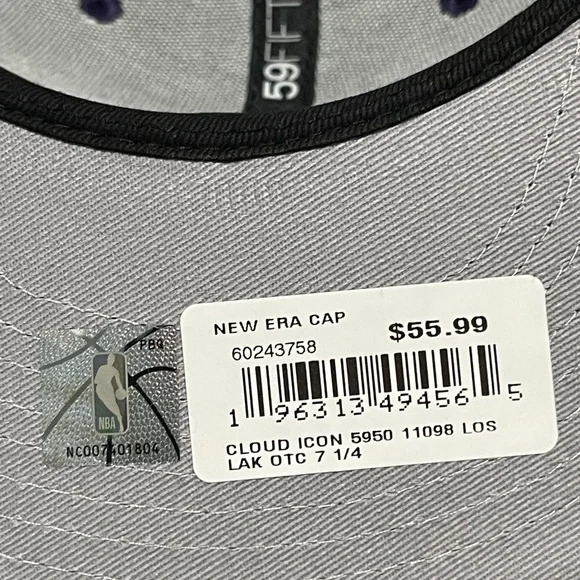 59FIFT
NEW ERA CAP $55.99
60243758
1 96313 49456 5
CLOUD ICON 5950 11098 LOS
LAK OTC 7 1/4
PB4
NBA
NC007401804